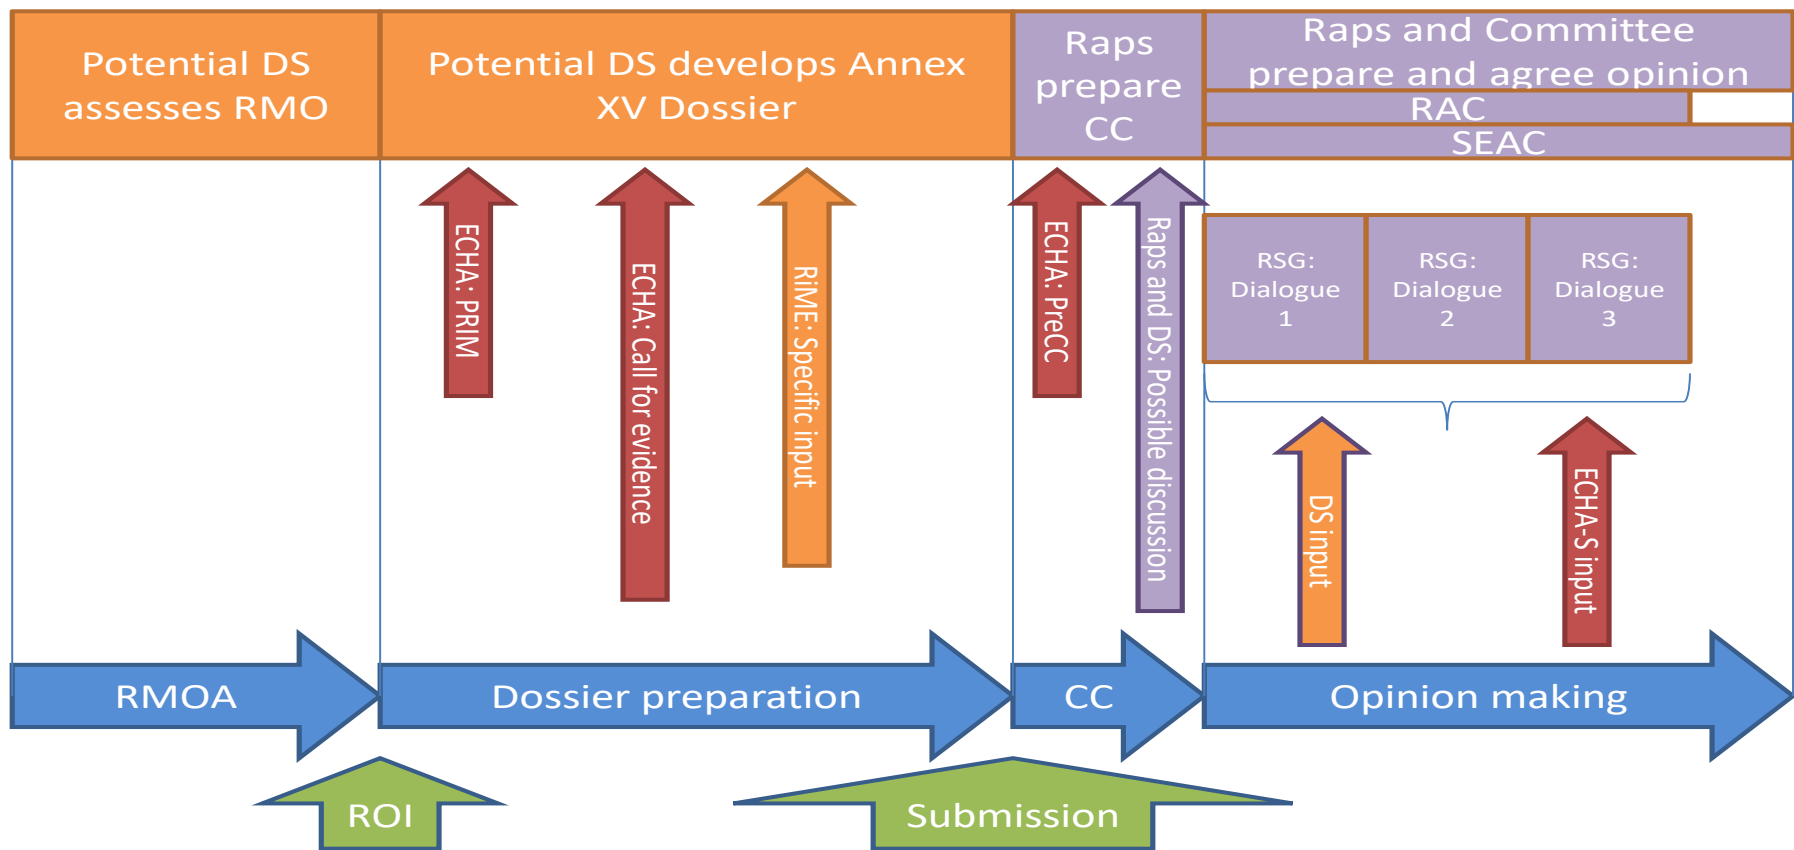 Potential DS
assesses RMO
Potential DS develops Annex
XV Dossier
Raps
prepare
CC
Raps and Committee
prepare and agree opinion
RAC
SEAC
ECHA: PRIM
ECHA: Call for evidence
RiME: Specific input
ECHA: PreCC
Raps and DS: Possible discussion
RSG:
Dialogue
1
RSG:
Dialogue
2
RSG:
Dialogue
3
DS input
ECHA-S input
RMOA
Dossier preparation
CC
Opinion making
ROI
Submission